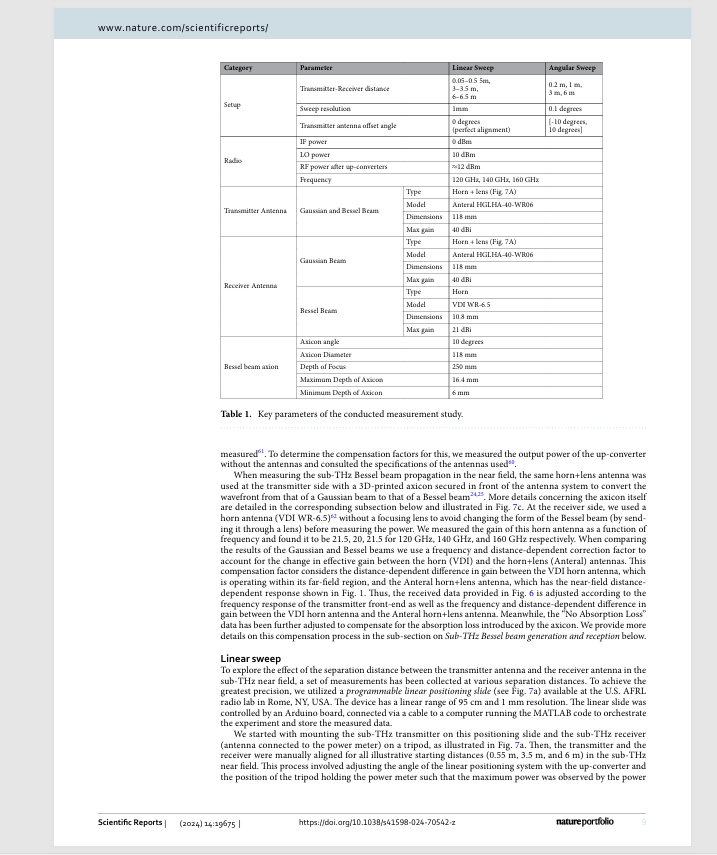 www.nature.com/scientificreports/
Category Parameter Linear Sweep Angular Sweep
Setup
Transmitter-Receiver distance
0.05–0.5 5m,
3–3.5 m,
6–6.5 m
0.2 m, 1 m,
3 m, 6 m
Sweep resolution 1mm 0.1 degrees
Transmitter antenna offset angle
0 degrees
(perfect alignment)
[-10 degrees,
10 degrees]
Radio
IF power 0 dBm
LO power 10 dBm
RF power after up-converters ≈12 dBm
Frequency 120 GHz, 140 GHz, 160 GHz
Transmitter Antenna
Gaussian and Bessel Beam
Type Horn + lens (Fig. 7A)
Model Anteral HGLHA-40-WR06
Dimensions 118 mm
Max gain 40 dBi
Receiver Antenna
Gaussian Beam
Type Horn + lens (Fig. 7A)
Model Anteral HGLHA-40-WR06
Dimensions 118 mm
Max gain 40 dBi
Bessel Beam
Type Horn
Model VDI WR-6.5
Dimensions 10.8 mm
Max gain 21 dBi
Bessel beam axion
Axicon angle 10 degrees
Axicon Diameter 118 mm
Depth of Focus 250 mm
Maximum Depth of Axicon 16.4 mm
Minimum Depth of Axicon 6 mm
Table 1. Key parameters of the conducted measurement study.
measured61. To determine the compensation factors for this, we measured the output power of the up-converter
without the antennas and consulted the specifications of the antennas used60.
When measuring the sub-THz Bessel beam propagation in the near field, the same horn+lens antenna was
used at the transmitter side with a 3D-printed axicon secured in front of the antenna system to convert the
wavefront from that of a Gaussian beam to that of a Bessel beam24,25. More details concerning the axicon itself
are detailed in the corresponding subsection below and illustrated in Fig. 7c. At the receiver side, we used a
horn antenna (VDI WR-6.5)62 without a focusing lens to avoid changing the form of the Bessel beam (by send-
ing it through a lens) before measuring the power. We measured the gain of this horn antenna as a function of
frequency and found it to be 21.5, 20, 21.5 for 120 GHz, 140 GHz, and 160 GHz respectively. When comparing
the results of the Gaussian and Bessel beams we use a frequency and distance-dependent correction factor to
account for the change in effective gain between the horn (VDI) and the horn+lens (Anteral) antennas. This
compensation factor considers the distance-dependent difference in gain between the VDI horn antenna, which
is operating within its far-field region, and the Anteral horn+lens antenna, which has the near-field distance-
dependent response shown in Fig. 1. Thus, the received data provided in Fig. 6 is adjusted according to the
frequency response of the transmitter front-end as well as the frequency and distance-dependent difference in
gain between the VDI horn antenna and the Anteral horn+lens antenna. Meanwhile, the “No Absorption Loss”
data has been further adjusted to compensate for the absorption loss introduced by the axicon. We provide more
details on this compensation process in the sub-section on Sub-THz Bessel beam generation and reception below.
Linear sweep
To explore the effect of the separation distance between the transmitter antenna and the receiver antenna in the
sub-THz near field, a set of measurements has been collected at various separation distances. To achieve the
greatest precision, we utilized a programmable linear positioning slide (see Fig. 7a) available at the U.S. AFRL
radio lab in Rome, NY, USA. The device has a linear range of 95 cm and 1 mm resolution. The linear slide was
controlled by an Arduino board, connected via a cable to a computer running the MATLAB code to orchestrate
the experiment and store the measured data.
We started with mounting the sub-THz transmitter on this positioning slide and the sub-THz receiver
(antenna connected to the power meter) on a tripod, as illustrated in Fig. 7a. Then, the transmitter and the
receiver were manually aligned for all illustrative starting distances (0.55 m, 3.5 m, and 6 m) in the sub-THz
near field. This process involved adjusting the angle of the linear positioning system with the up-converter and
the position of the tripod holding the power meter such that the maximum power was observed by the power
Scientific Reports | (2024) 14:19675 | https://doi.org/10.1038/s41598-024-70542-z natureportfolio